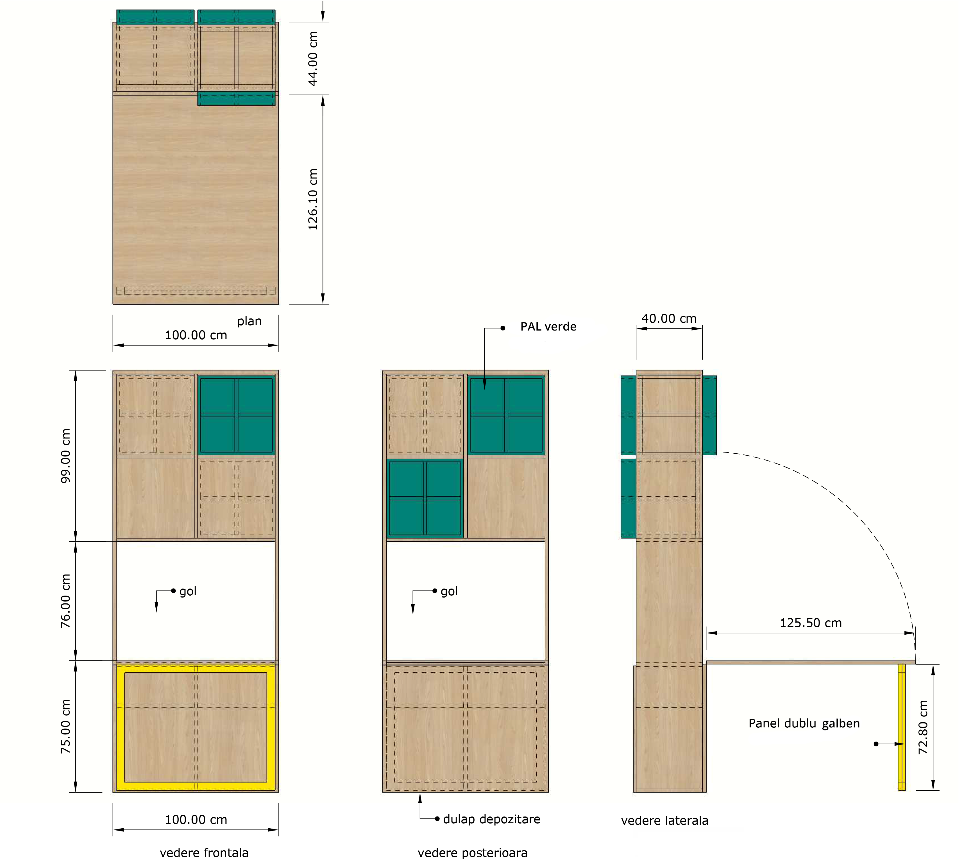 44.00 cm
126.10 cm
plan
100.00 cm
PAL verde
40.00 cm
99.00 cm
76.00 cm
gol
gol
125.50 cm
75.00 cm
Panel dublu galben
72.80 cm
100.00 cm
dulap depozitare
vedere laterala
vedere frontala
vedere posterioara